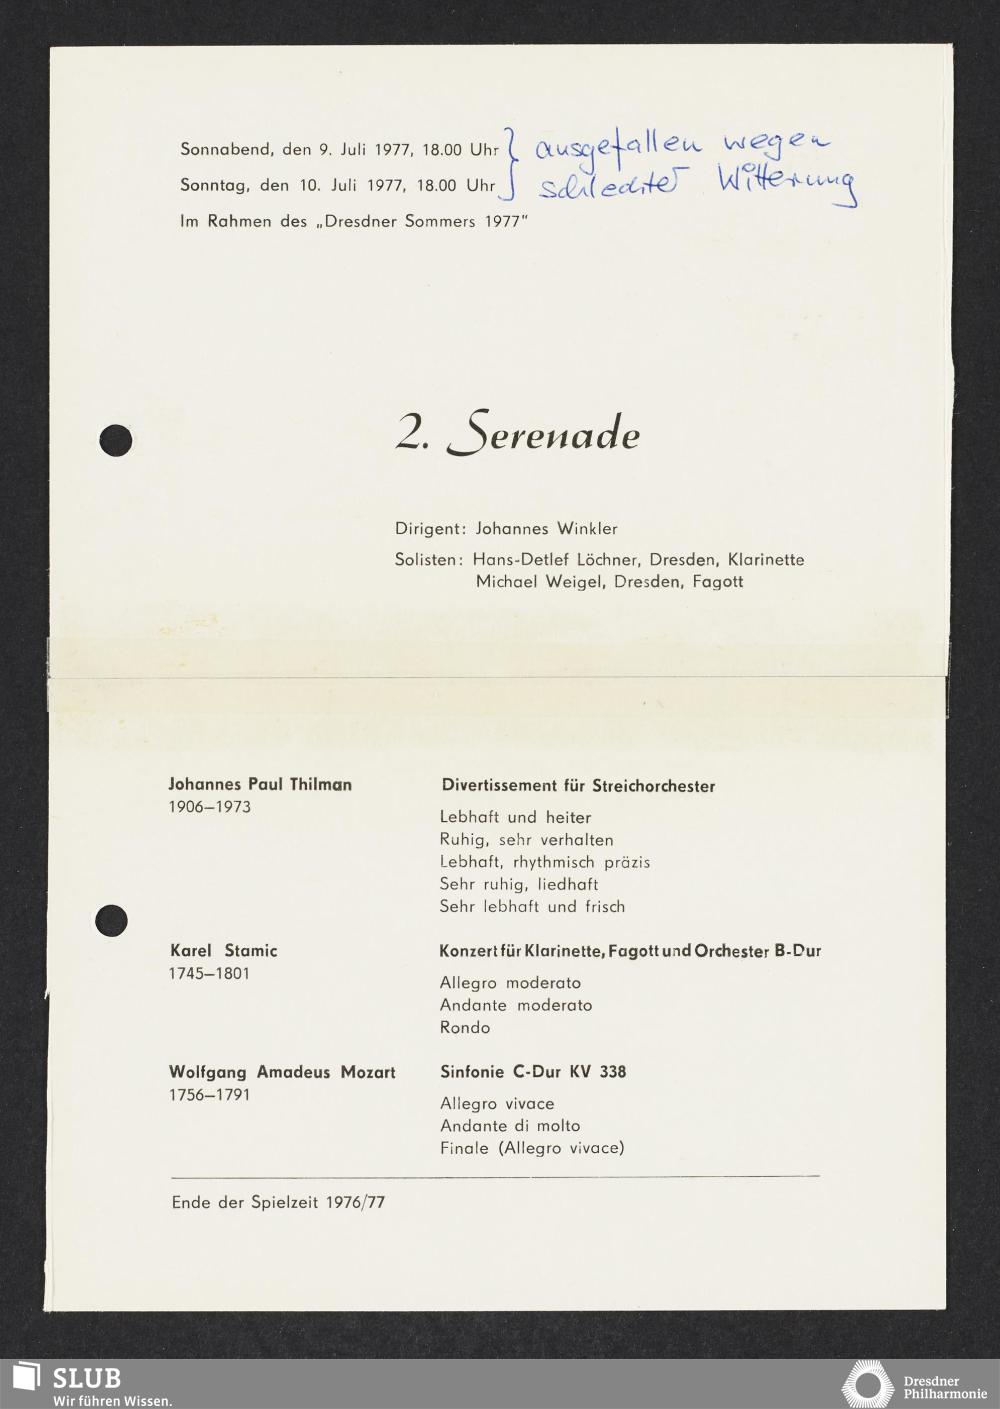 Sonnabend, den 9. Juli 1977, 18.00 Uhr } ausgefallen wegen
Sonntag, den 10. Juli 1977, 18.00 Uhr } schlechter Witterung
Im Rahmen des „Dresdner Sommers 1977"
2. Serenade
Dirigent: Johannes Winkler
Solisten: Hans-Detlef Löchner, Dresden, Klarinette
Michael Weigel, Dresden, Fagott
Johannes Paul Thilman Divertissement für Streichorchester
1906–1973
Lebhaft und heiter
Ruhig, sehr verhalten
Lebhaft, rhythmisch präzis
Sehr ruhig, liedhaft
Sehr lebhaft und frisch
Karel Stamic Konzert für Klarinette, Fagott und Orchester B-Dur
1745–1801
Allegro moderato
Andante moderato
Rondo
Wolfgang Amadeus Mozart Sinfonie C-Dur KV 338
1756–1791
Allegro vivace
Andante di molto
Finale (Allegro vivace)
Ende der Spielzeit 1976/77
SLUB
Wir führen Wissen.
Dresdner
Philharmonie